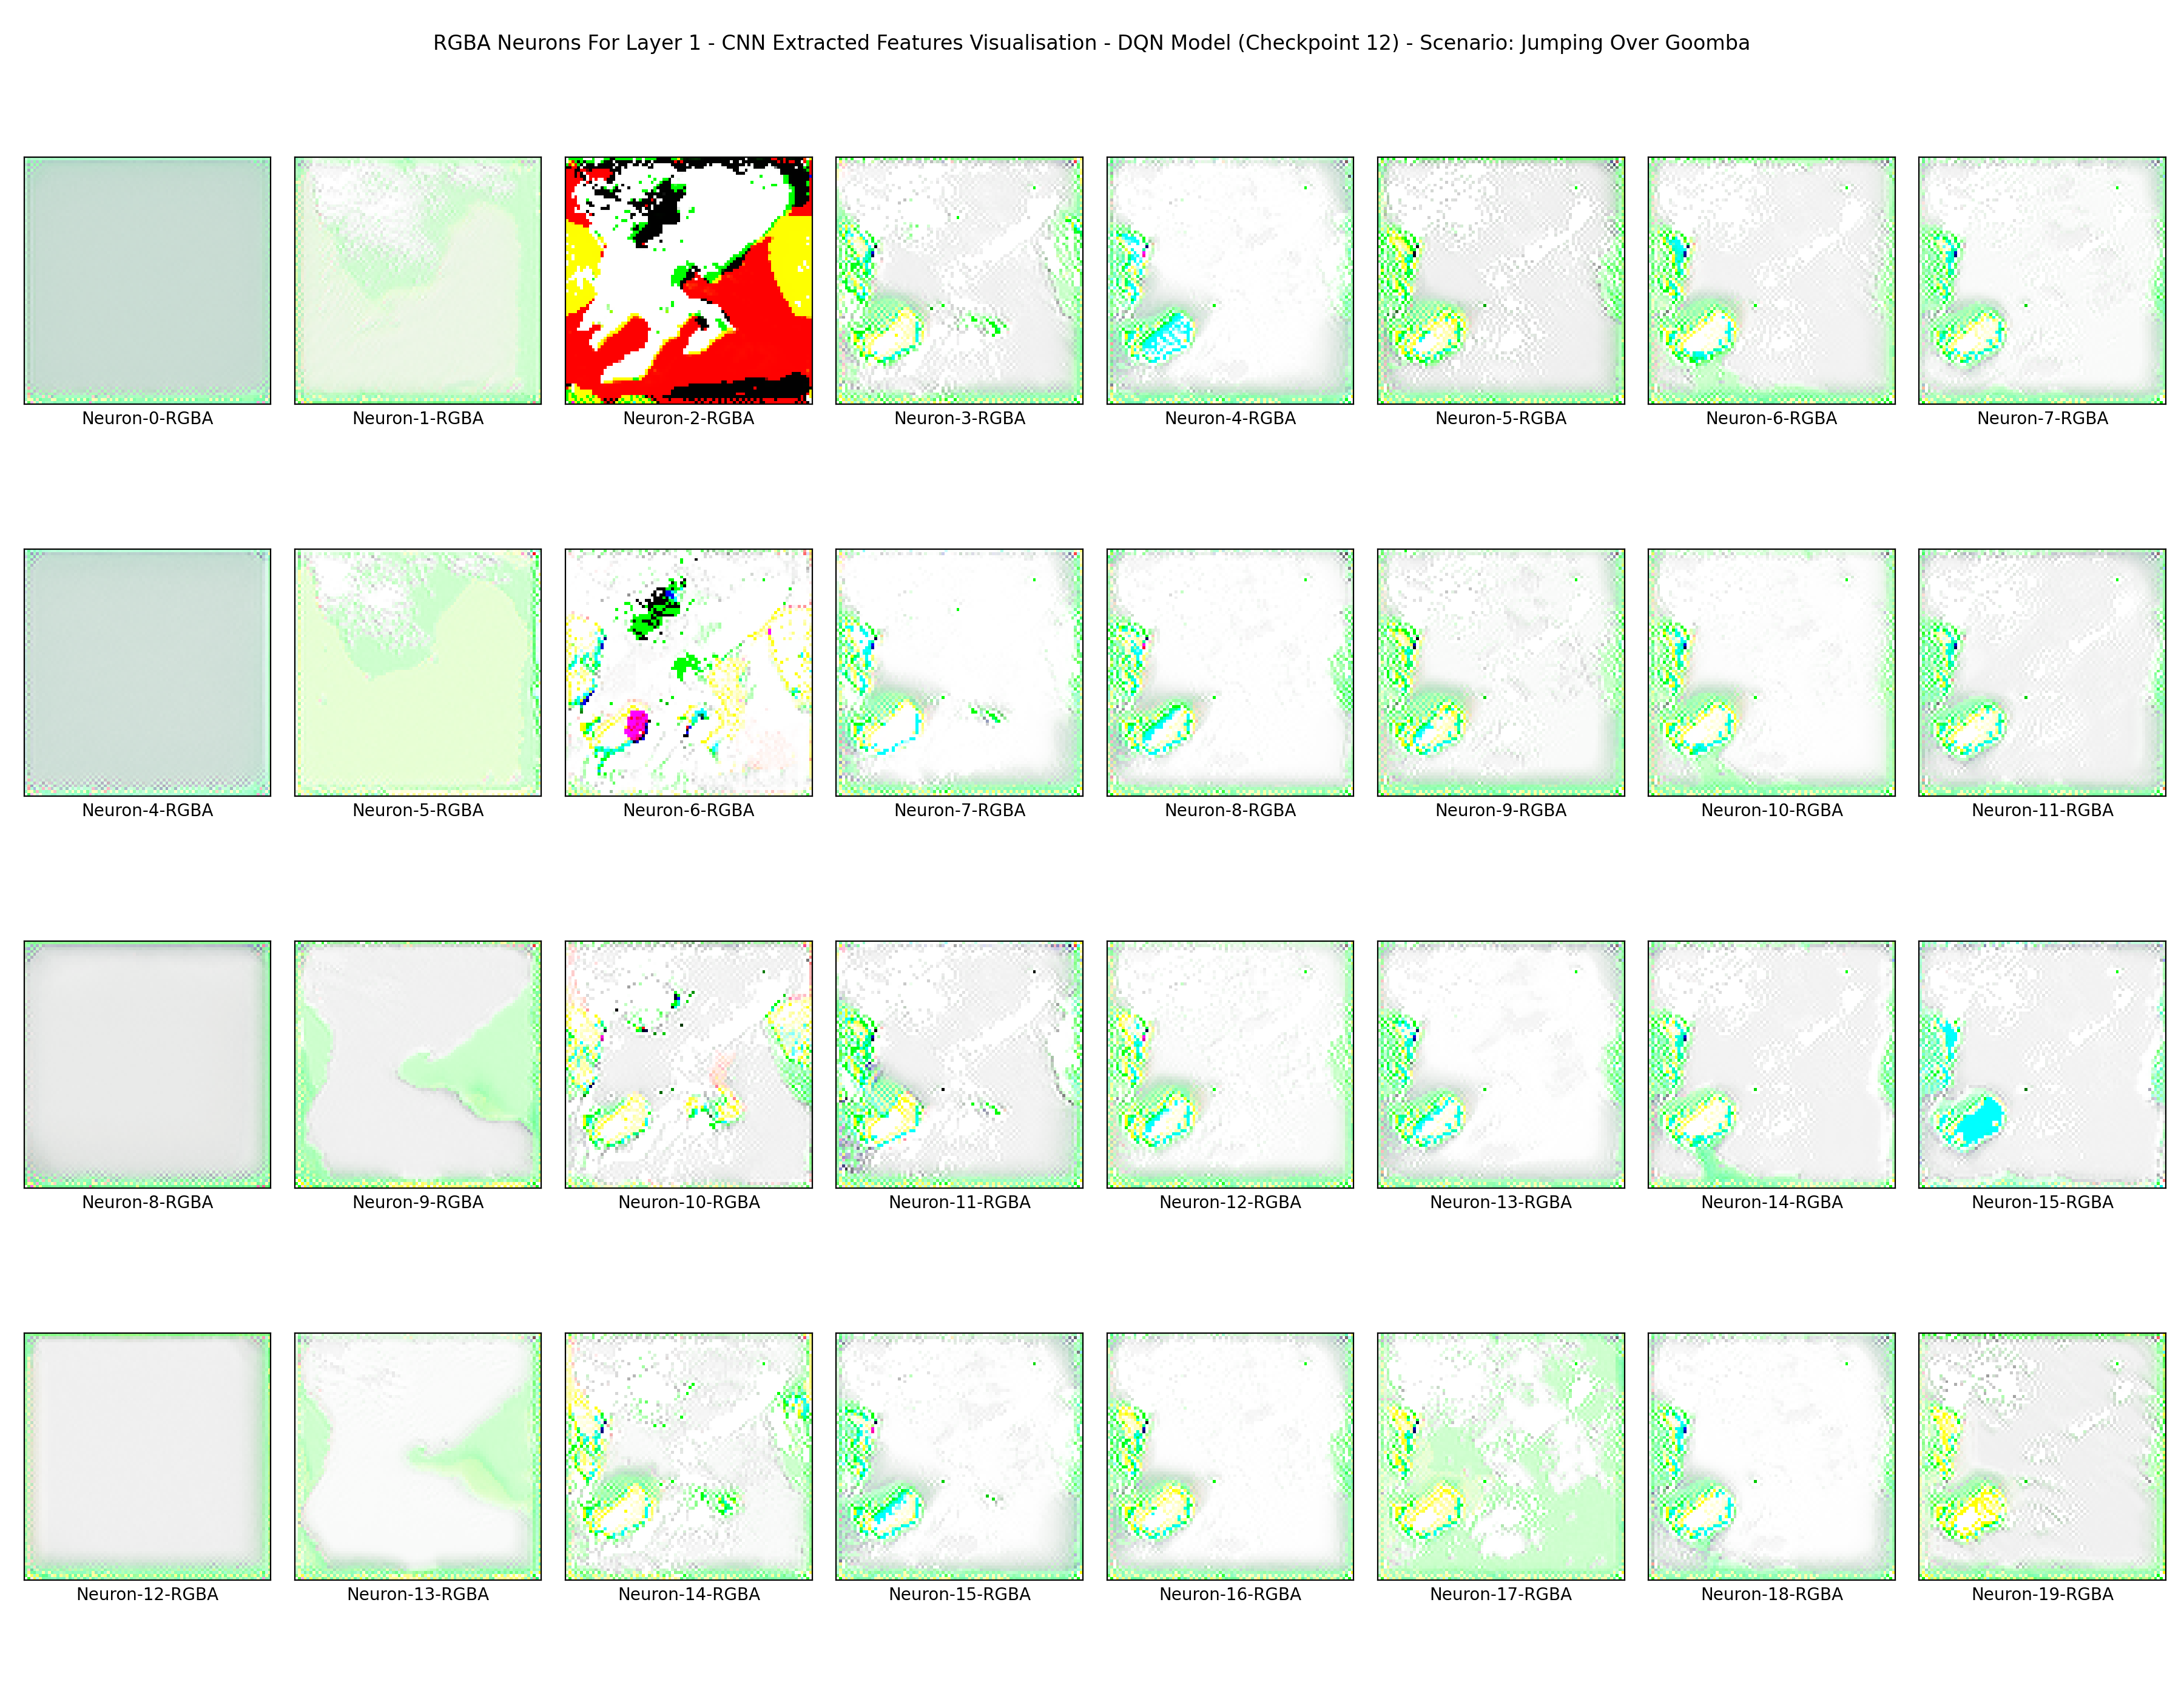 RGBA Neurons For Layer 1 - CNN Extracted Features Visualisation - DQN Model (Checkpoint 12) - Scenario: Jumping Over Goomba
Neuron-0-RGBA Neuron-1-RGBA Neuron-2-RGBA Neuron-3-RGBA Neuron-4-RGBA Neuron-5-RGBA Neuron-6-RGBA Neuron-7-RGBA
Neuron-4-RGBA Neuron-5-RGBA Neuron-6-RGBA Neuron-7-RGBA Neuron-8-RGBA Neuron-9-RGBA Neuron-10-RGBA Neuron-11-RGBA
Neuron-8-RGBA Neuron-9-RGBA Neuron-10-RGBA Neuron-11-RGBA Neuron-12-RGBA Neuron-13-RGBA Neuron-14-RGBA Neuron-15-RGBA
Neuron-12-RGBA Neuron-13-RGBA Neuron-14-RGBA Neuron-15-RGBA Neuron-16-RGBA Neuron-17-RGBA Neuron-18-RGBA Neuron-19-RGBA